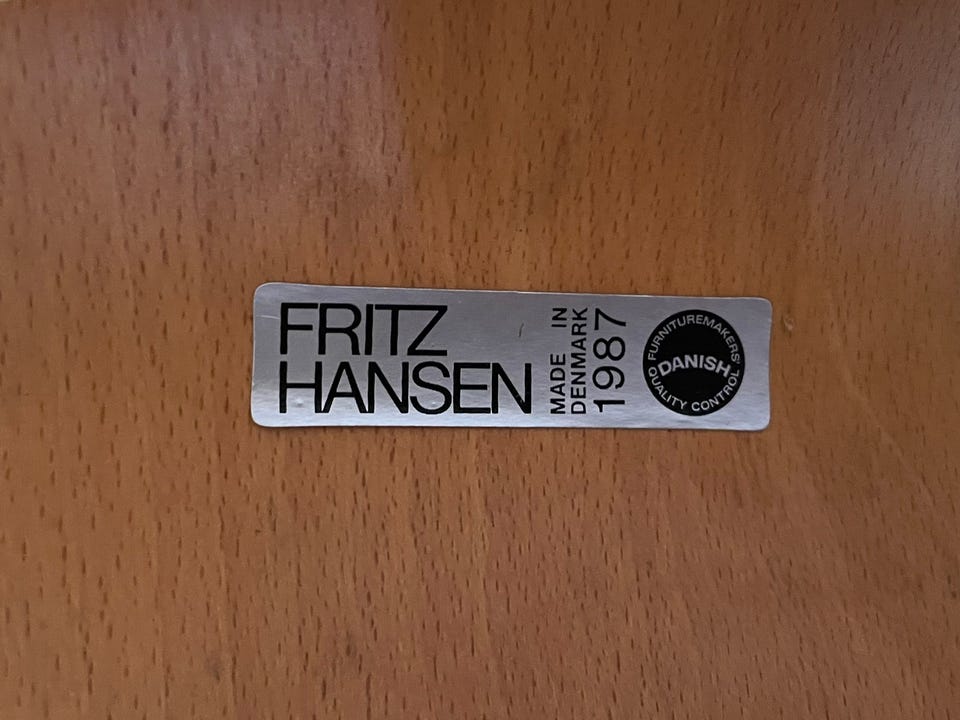 FRITZ
HANSEN
MADE IN
DENMARK
1987
FURNITUREMAKERS'
DANISH
QUALITY CONTROL